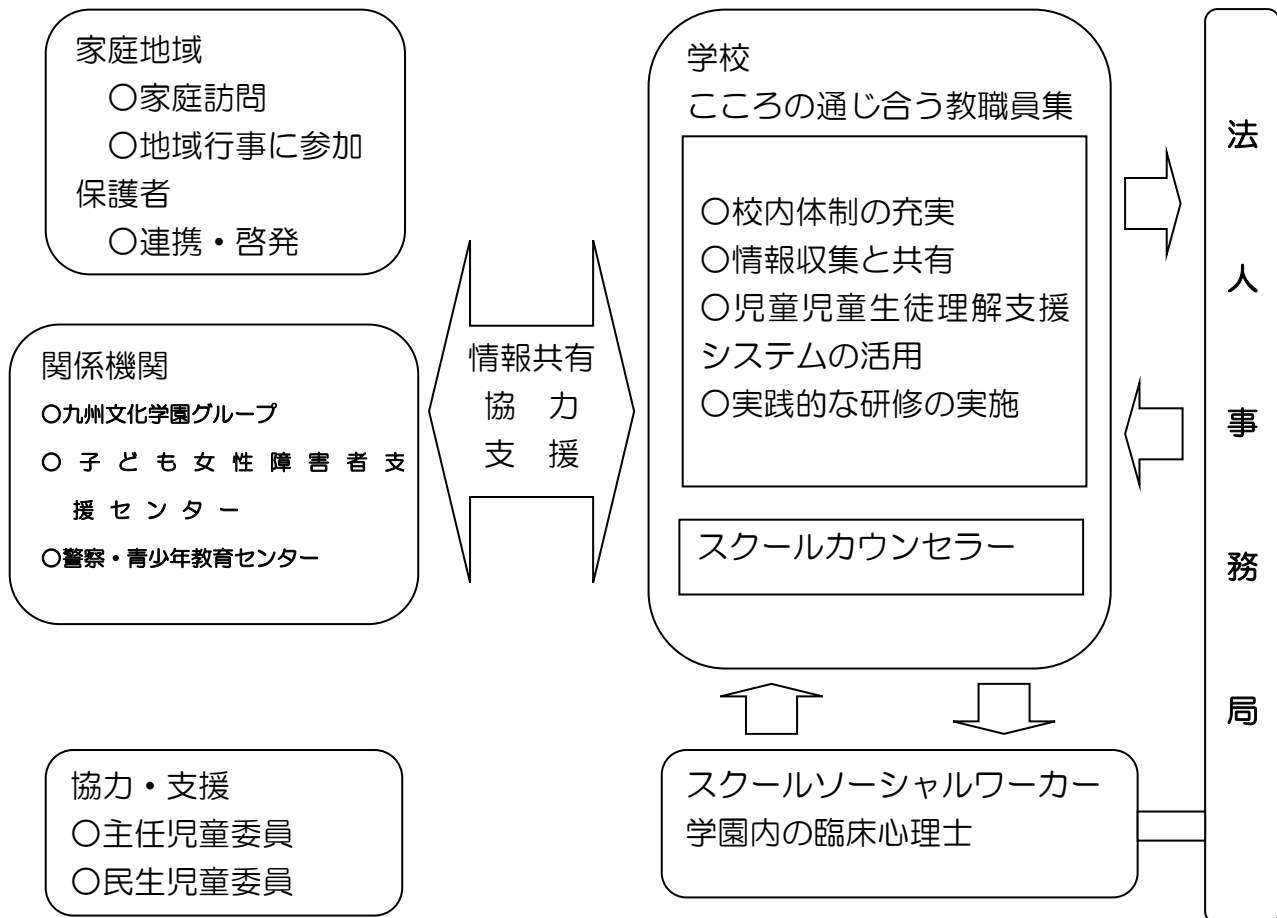 家庭地域
○家庭訪問
○地域行事に参加
保護者
○連携・啓発
関係機関
○九州文化学園グループ
○子ども女性障害者支
援センター
○警察・青少年教育センター
協力・支援
○主任児童委員
○民生児童委員
情報共有
協 力
支 援
学校
こころの通じ合う教職員集
○校内体制の充実
○情報収集と共有
○児童児童生徒理解支援
システムの活用
○実践的な研修の実施
スクールカウンセラー
スクールソーシャルワーカー
学園内の臨床心理士
法人事務局